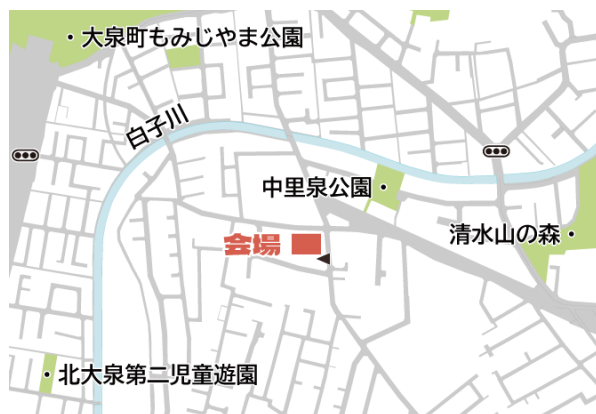 ・大泉町もみじやま公園
白子川
中里泉公園・
清水山の森・
会場
・北大泉第二児童遊園